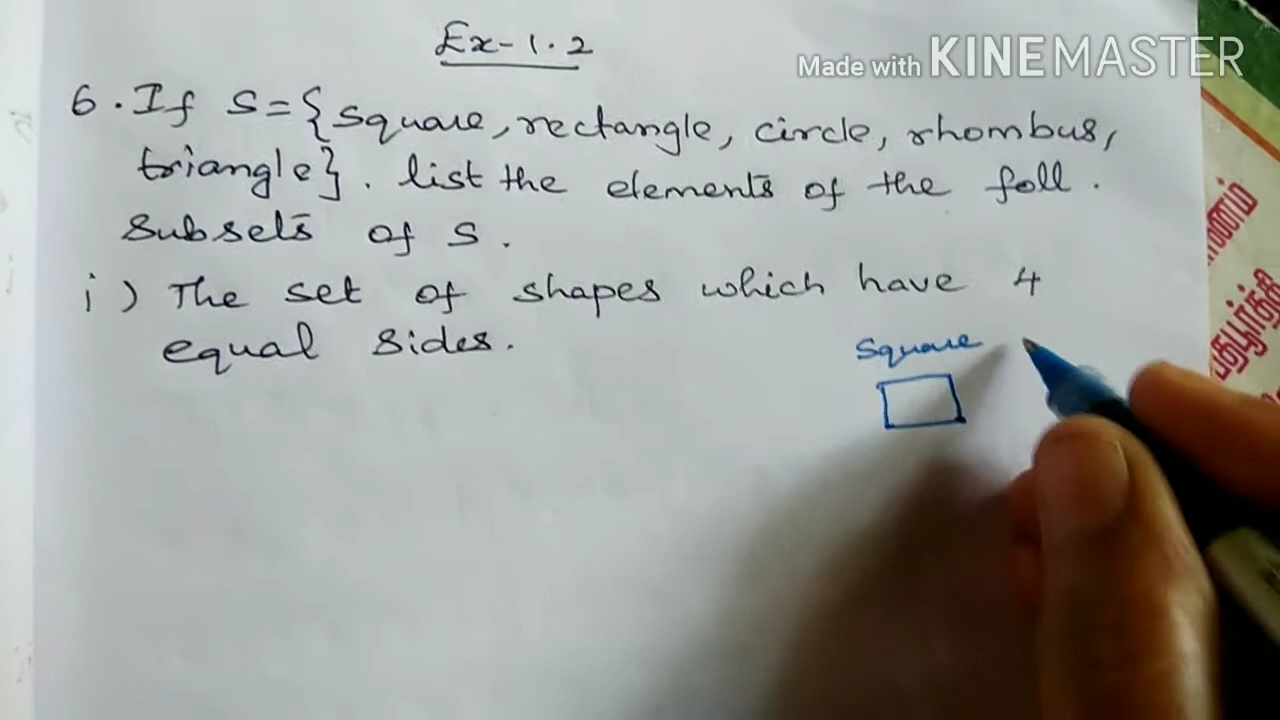 Ex-1.2
Made with KINEMASTER
6. If S={square, rectangle, circle, rhombus,
triangle}. list the elements of the foll.
Subsets of S.
i) The set of shapes which have 4
equal sides.
Square